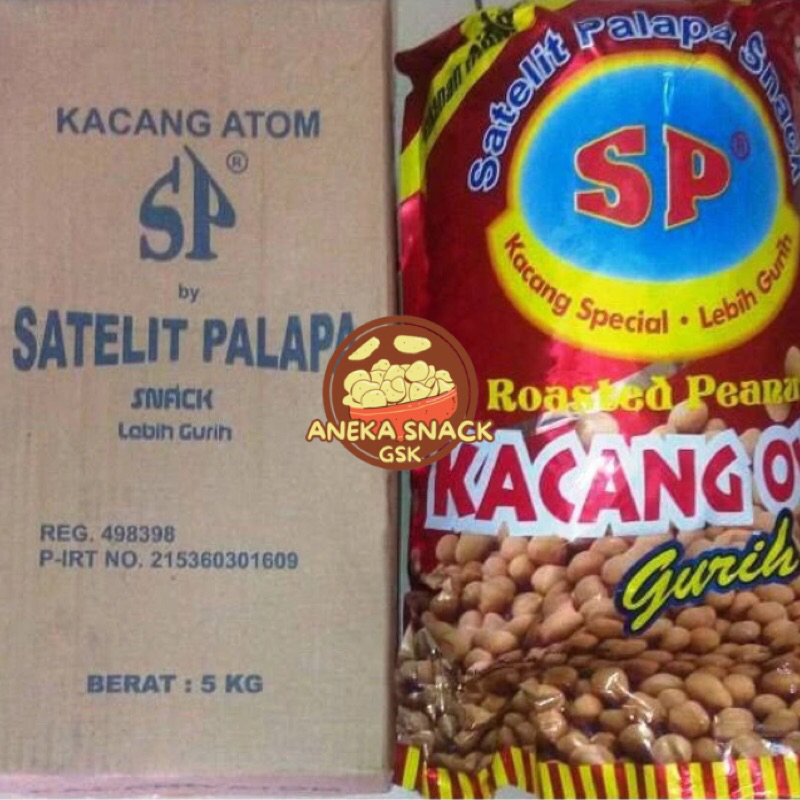 KACANG ATOM
SP®
by
SATELIT PALAPA
SNACK
Lebih Gurih
REG. 498398
P-IRT NO. 215360301609
BERAT : 5 KG
ANEKA SNACK
GSK
Satelit Palapa Snack
SP®
Kacang Special • Lebih Gurih
Roasted Peanu
KACANG O
Gurih